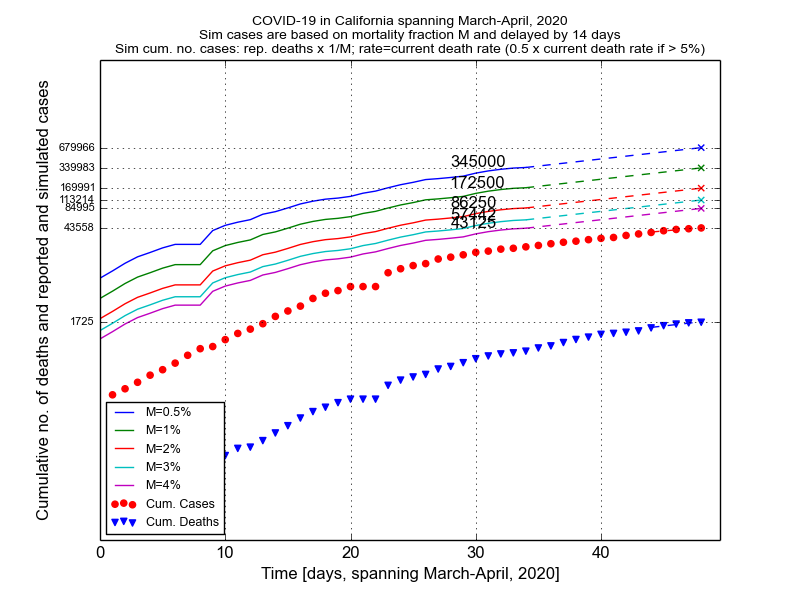 COVID-19 in California spanning March-April, 2020
Sim cases are based on mortality fraction M and delayed by 14 days
Sim cum. no. cases: rep. deaths x 1/M; rate=current death rate (0.5 x current death rate if > 5%)
Cumulative no. of deaths and reported and simulated cases
679966
339983
169991
113214
84995
43558
1725
345000
172500
86250
57442
43125
M=0.5%
M=1%
M=2%
M=3%
M=4%
Cum. Cases
Cum. Deaths
0 10 20 30 40
Time [days, spanning March-April, 2020]